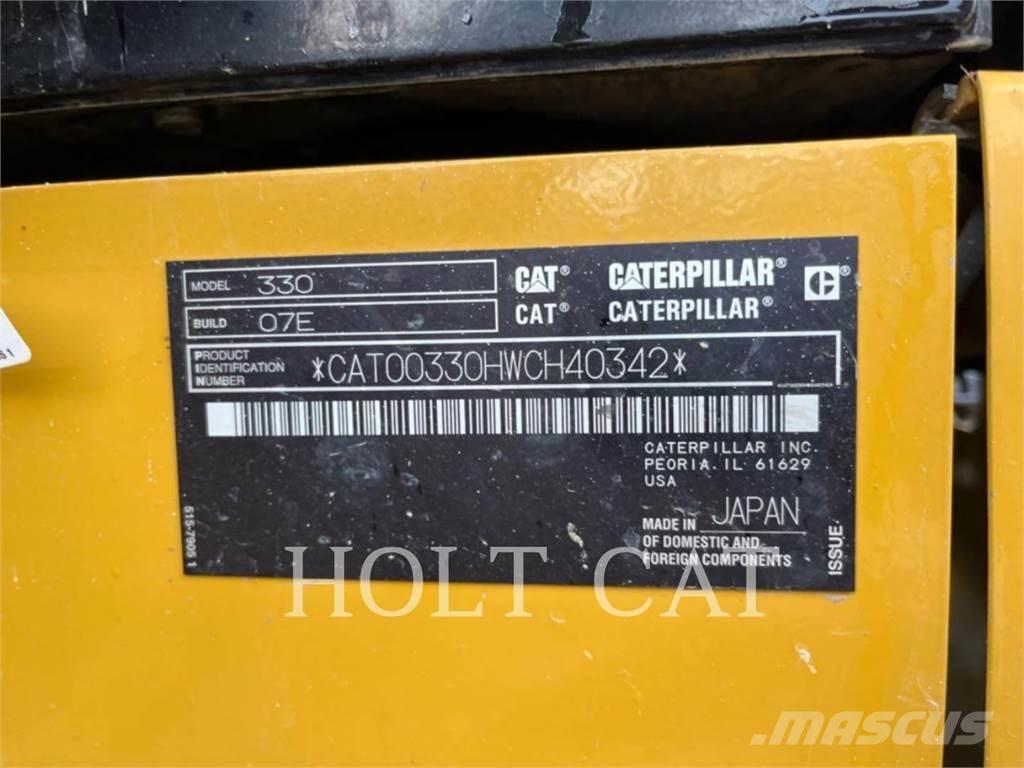 MODEL 330
BUILD 07E
CAT® CATERPILLAR® C®
CAT® CATERPILLAR®
PRODUCT
IDENTIFICATION
NUMBER
*CAT00330HWCH40342*
CATERPILLAR INC.
PEORIA, IL 61629
USA
MADE IN JAPAN
OF DOMESTIC AND
FOREIGN COMPONENTS
ISSUE
515-7905 1
HOLT CAT
MASCUS